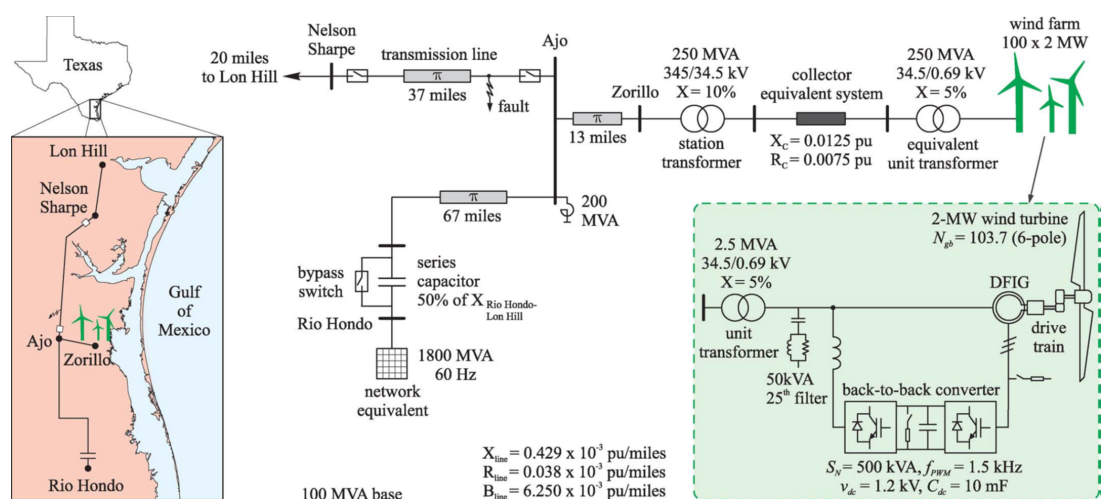 Texas
Lon Hill
Nelson
Sharpe
Gulf
of
Mexico
Ajo
Zorillo
Rio Hondo
20 miles
to Lon Hill
Nelson
Sharpe
transmission line
π
37 miles
fault
Ajo
π
13 miles
Zorillo
250 MVA
345/34.5 kV
X = 10%
station
transformer
collector
equivalent system
X_C = 0.0125 pu
R_C = 0.0075 pu
250 MVA
34.5/0.69 kV
X = 5%
equivalent
unit transformer
wind farm
100 x 2 MW
π
67 miles
200
MVA
bypass
switch
series
capacitor
50% of X_Rio Hondo-
Lon Hill
Rio Hondo
1800 MVA
60 Hz
network
equivalent
100 MVA base
X_line = 0.429 x 10^-3 pu/miles
R_line = 0.038 x 10^-3 pu/miles
B_line = 6.250 x 10^-3 pu/miles
2-MW wind turbine
N_gb = 103.7 (6-pole)
2.5 MVA
34.5/0.69 kV
X = 5%
unit
transformer
DFIG
drive
train
50kVA
25th filter
back-to-back converter
S_N = 500 kVA, f_PWM = 1.5 kHz
v_dc = 1.2 kV, C_dc = 10 mF